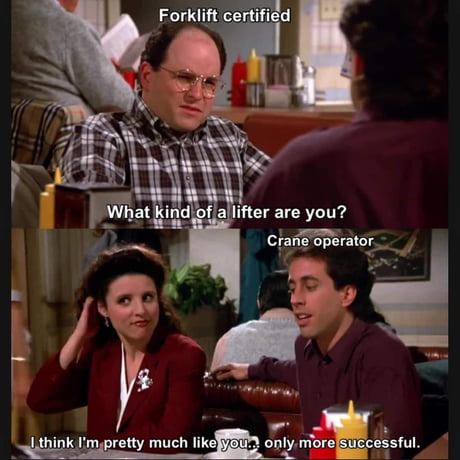 Forklift certified
What kind of a lifter are you?
Crane operator
I think I'm pretty much like you... only more successful.